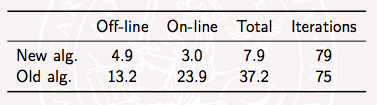 Off-line On-line Total Iterations
New alg. 4.9 3.0 7.9 79
Old alg. 13.2 23.9 37.2 75